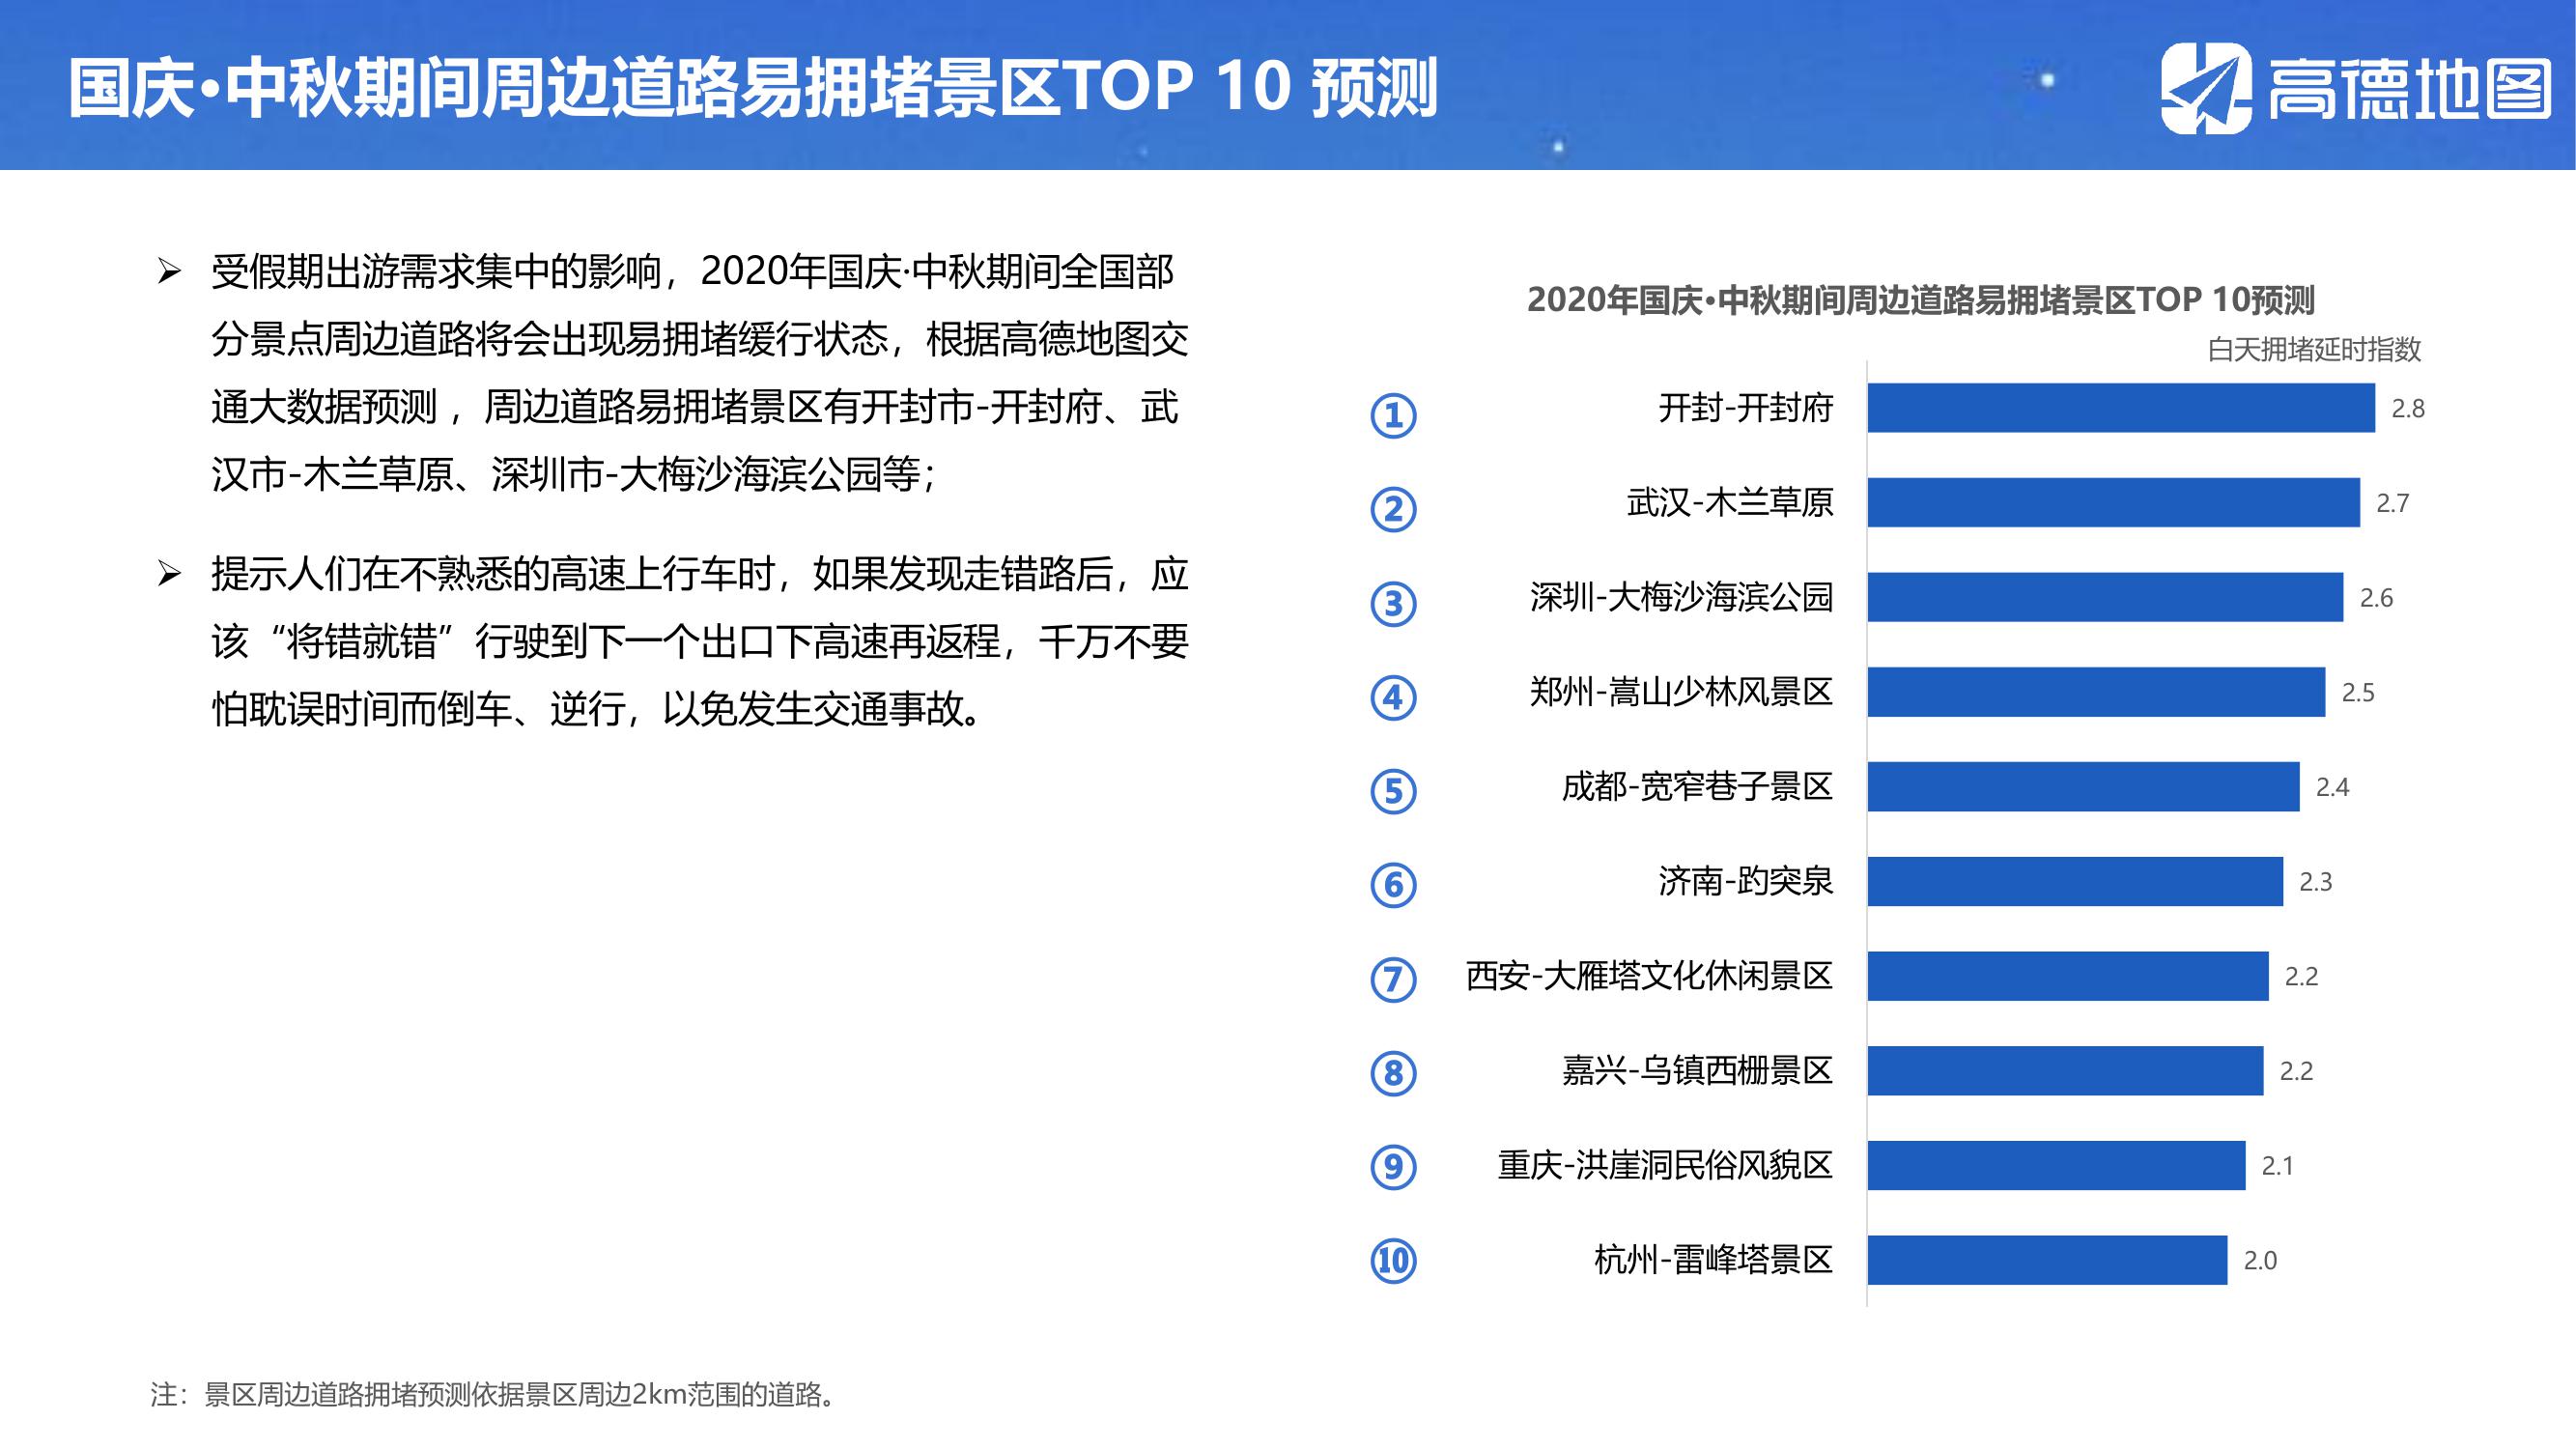 国庆•中秋期间周边道路易拥堵景区TOP 10 预测
高德地图
➢ 受假期出游需求集中的影响，2020年国庆·中秋期间全国部
分景点周边道路将会出现易拥堵缓行状态，根据高德地图交
通大数据预测 ，周边道路易拥堵景区有开封市-开封府、武
汉市-木兰草原、深圳市-大梅沙海滨公园等；
➢ 提示人们在不熟悉的高速上行车时，如果发现走错路后，应
该“将错就错”行驶到下一个出口下高速再返程，千万不要
怕耽误时间而倒车、逆行，以免发生交通事故。
2020年国庆•中秋期间周边道路易拥堵景区TOP 10预测
白天拥堵延时指数
① 开封-开封府 2.8
② 武汉-木兰草原 2.7
③ 深圳-大梅沙海滨公园 2.6
④ 郑州-嵩山少林风景区 2.5
⑤ 成都-宽窄巷子景区 2.4
⑥ 济南-趵突泉 2.3
⑦ 西安-大雁塔文化休闲景区 2.2
⑧ 嘉兴-乌镇西栅景区 2.2
⑨ 重庆-洪崖洞民俗风貌区 2.1
⑩ 杭州-雷峰塔景区 2.0
注：景区周边道路拥堵预测依据景区周边2km范围的道路。